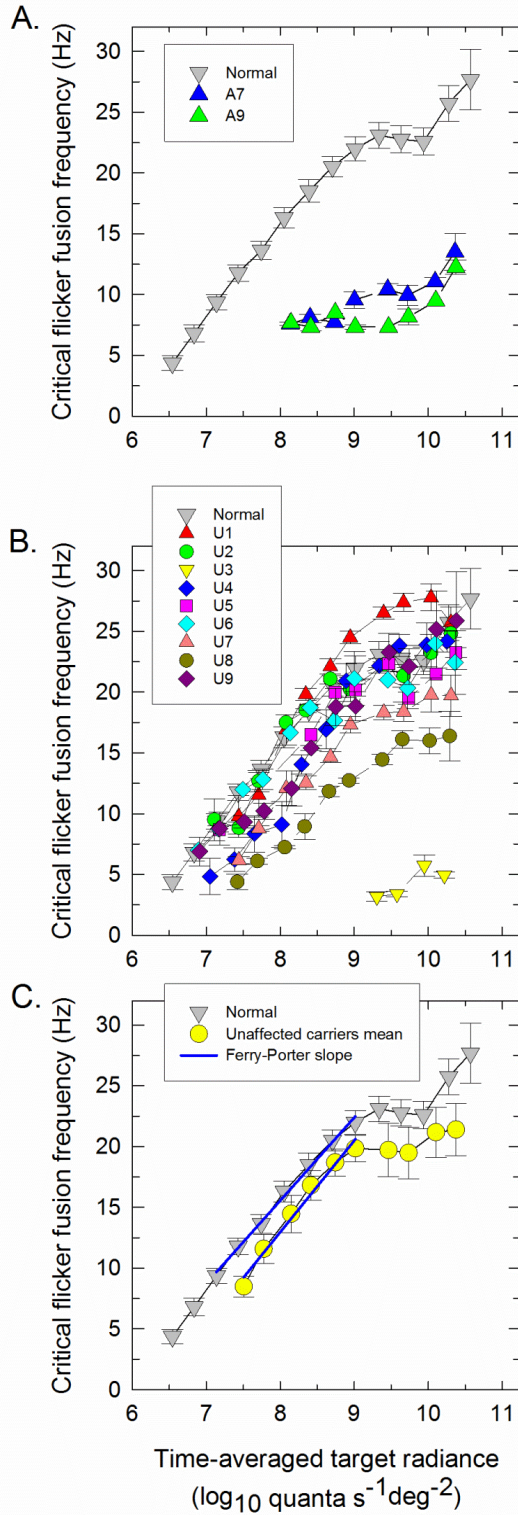 A.
Critical flicker fusion frequency (Hz)
30
25
20
15
10
5
0
Normal
A7
A9
6 7 8 9 10 11
B.
Critical flicker fusion frequency (Hz)
30
25
20
15
10
5
0
Normal
U1
U2
U3
U4
U5
U6
U7
U8
U9
6 7 8 9 10 11
C.
Critical flicker fusion frequency (Hz)
30
25
20
15
10
5
0
Normal
Unaffected carriers mean
Ferry-Porter slope
6 7 8 9 10 11
Time-averaged target radiance
(log10 quanta s-1deg-2)